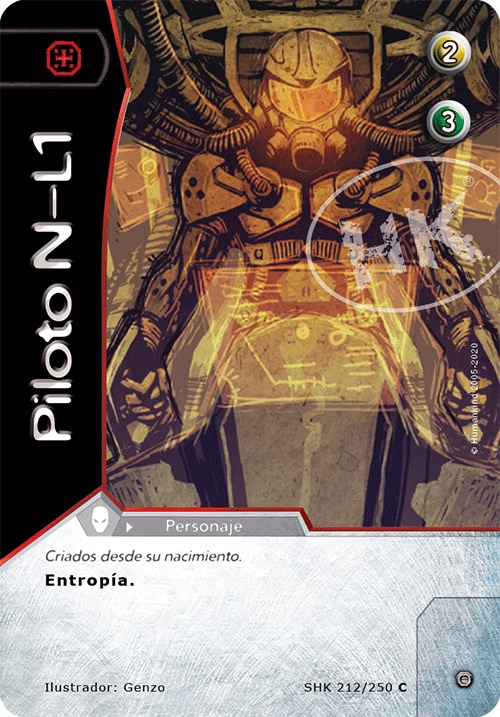 Piloto N-L1
2
3
HK®
© HumanKind 2005-2020
Personaje
Criados desde su nacimiento.
Entropía.
Ilustrador: Genzo
SHK 212/250 C